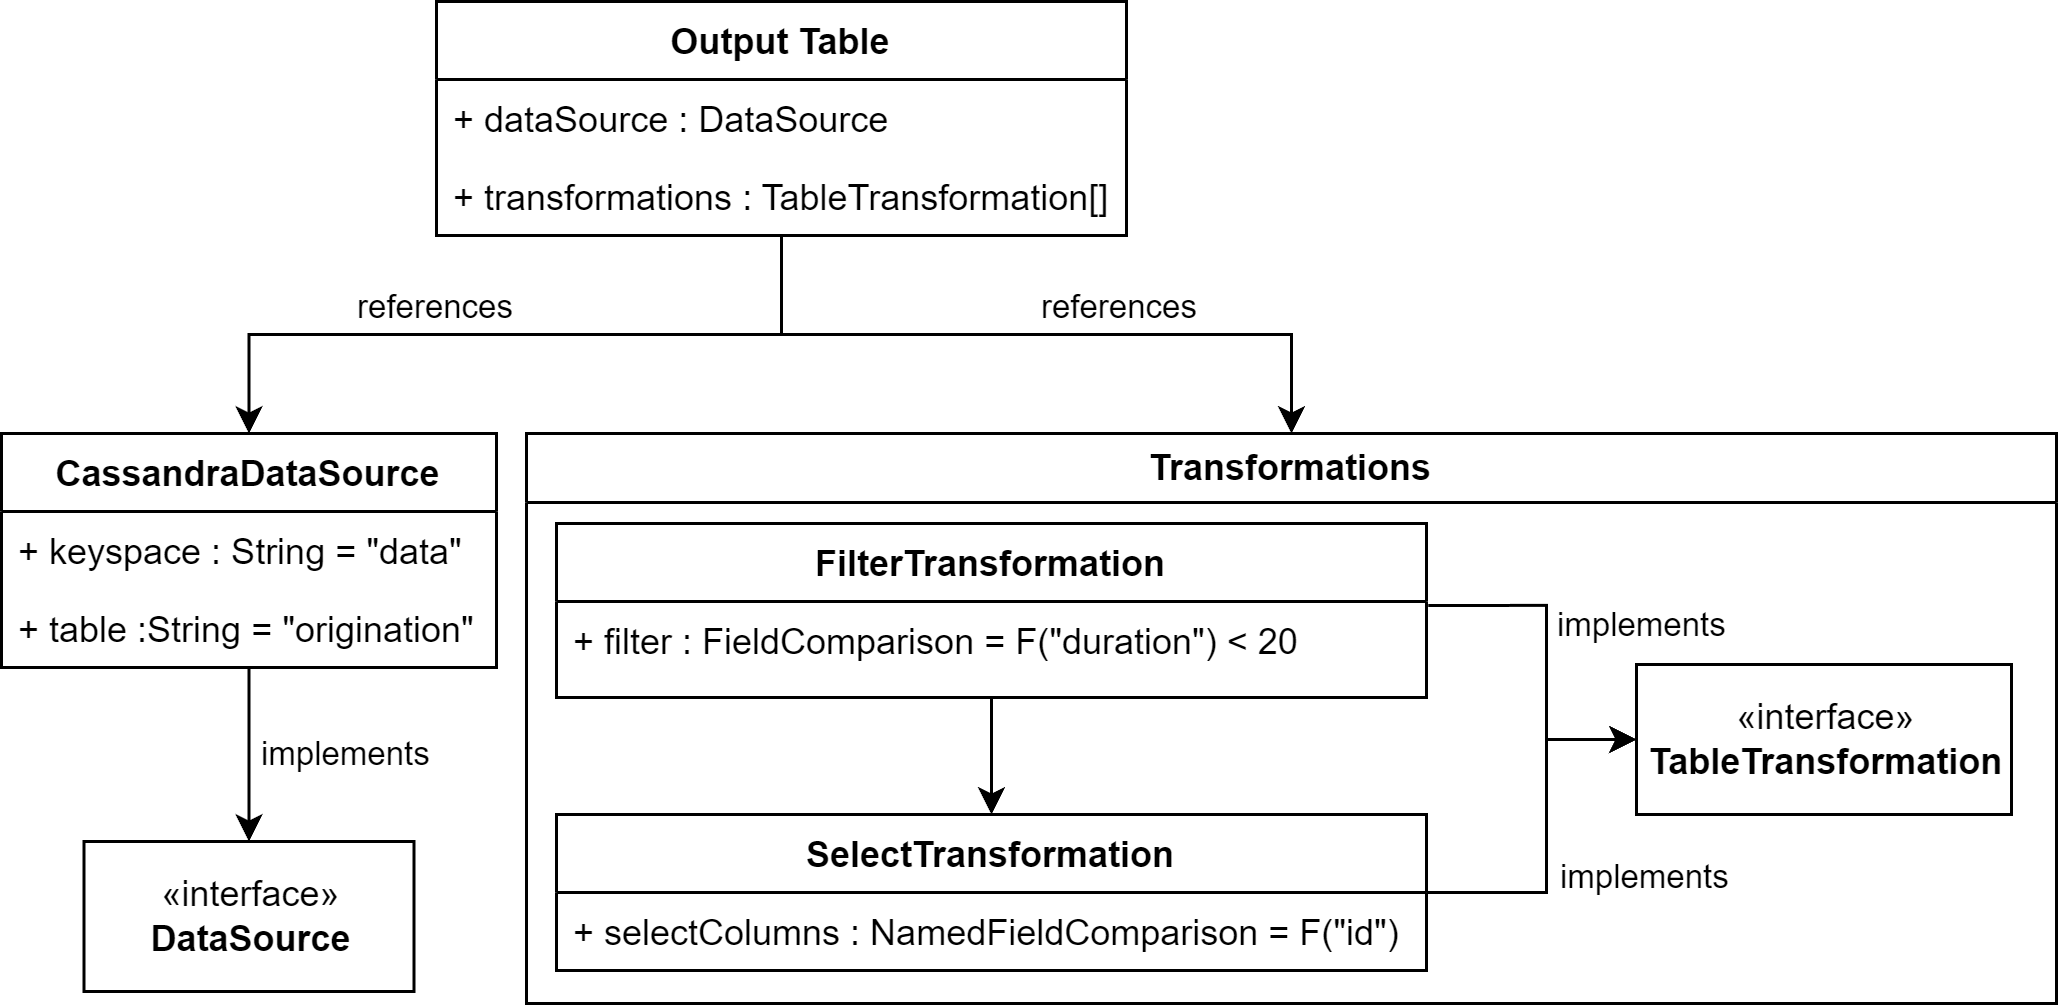 Output Table
+ dataSource : DataSource
+ transformations : TableTransformation[]
references
references
CassandraDataSource
+ keyspace : String = "data"
+ table :String = "origination"
implements
«interface»
DataSource
Transformations
FilterTransformation
+ filter : FieldComparison = F("duration") < 20
implements
«interface»
TableTransformation
SelectTransformation
+ selectColumns : NamedFieldComparison = F("id")
implements